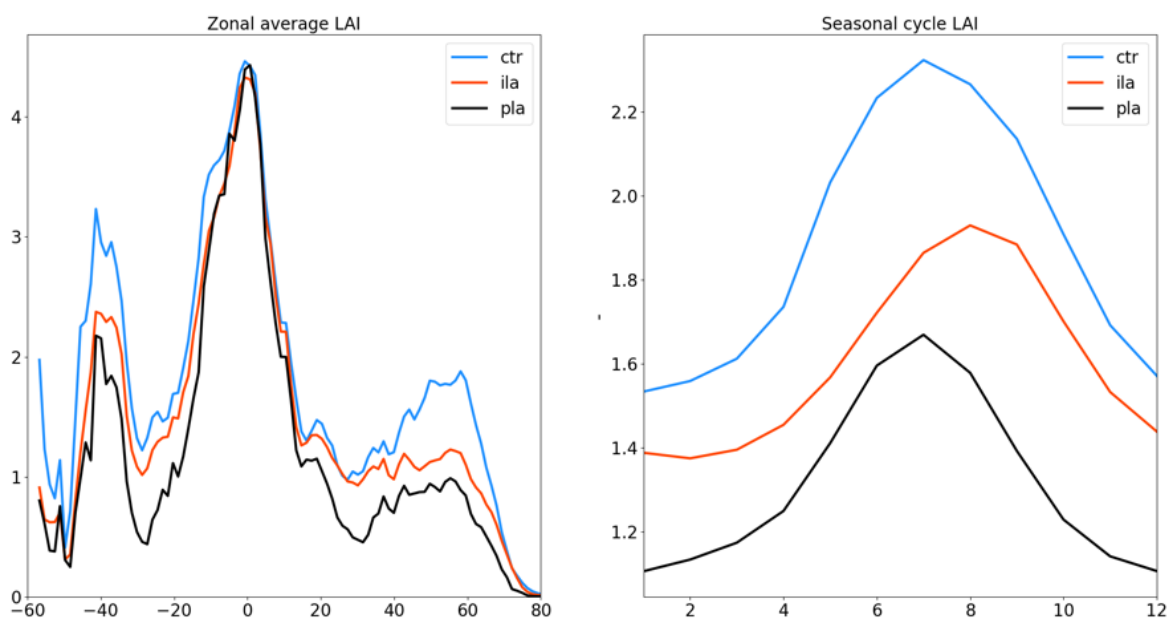 Zonal average LAI
ctr
ila
pla
4
3
2
1
0
−60 −40 −20 0 20 40 60 80
Seasonal cycle LAI
ctr
ila
pla
-
2.2
2.0
1.8
1.6
1.4
1.2
2 4 6 8 10 12